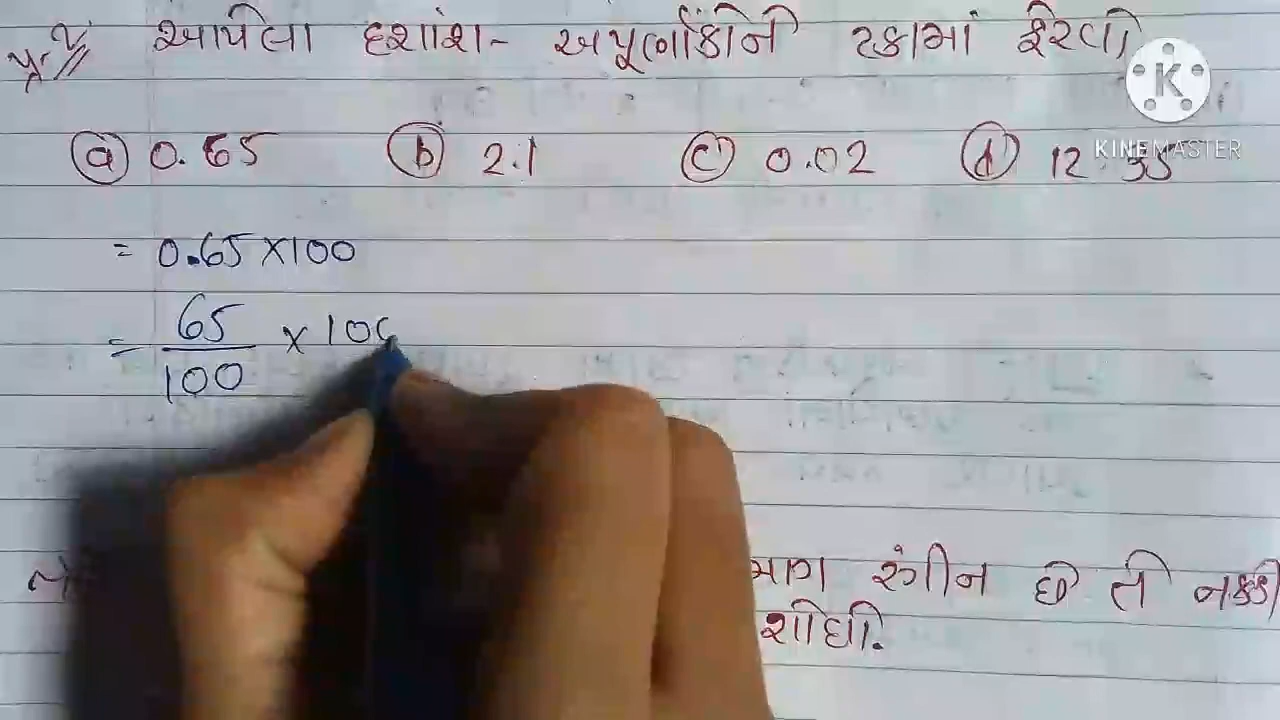 પ્ર.૨ આપેલા દશાંશ- અપૂર્ણાંકોને ટકામાં ફેરવો
K
KINEMASTER
(a) 0.65 (b) 2.1 (c) 0.02 (d) 12.35
= 0.65×100
= 65/100 × 100
ભાગ રંગીન છે તે નક્કી
શોધો.